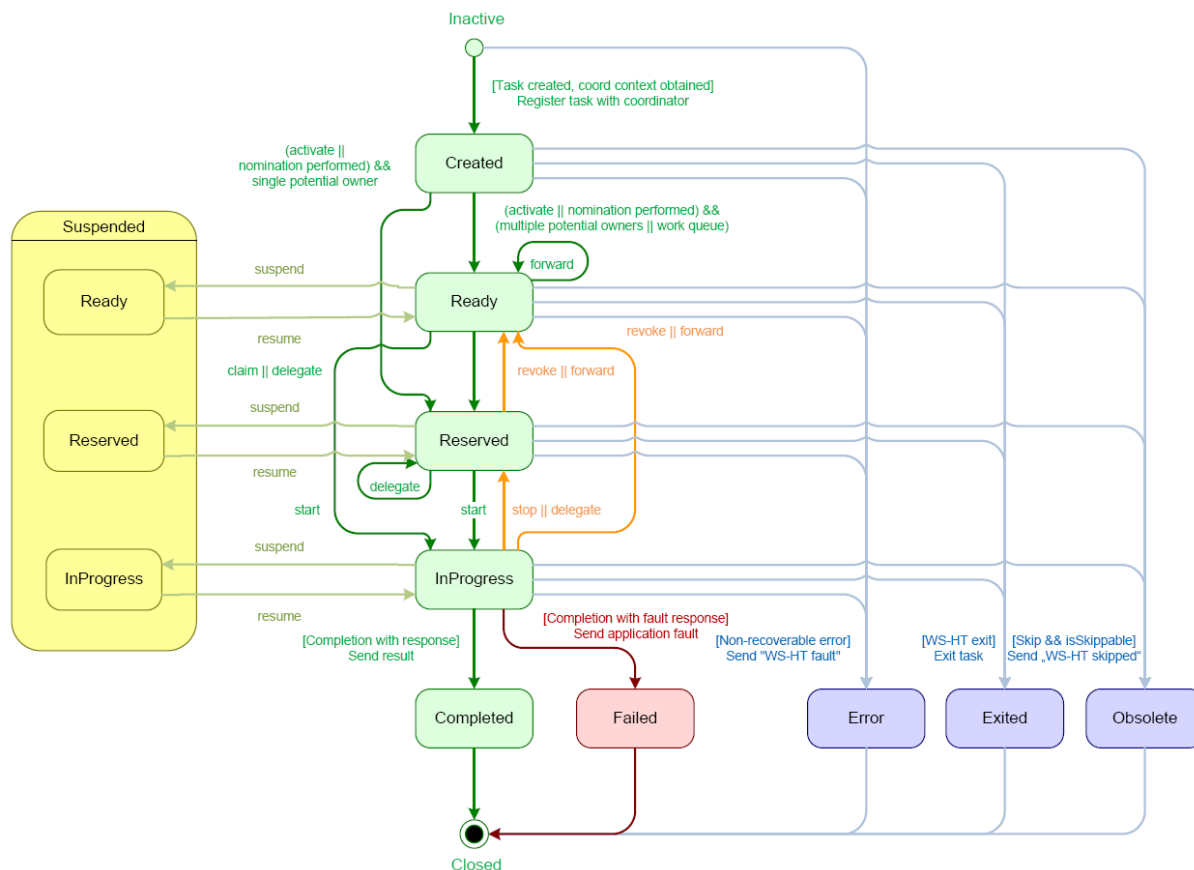 Inactive
[Task created, coord context obtained]
Register task with coordinator
(activate ||
nomination performed) &&
single potential owner
Created
(activate || nomination performed) &&
(multiple potential owners || work queue)
Suspended
forward
suspend
Ready
Ready
resume
revoke || forward
claim || delegate
revoke || forward
suspend
Reserved
Reserved
resume
delegate
start
start
stop || delegate
suspend
InProgress
InProgress
resume
[Completion with response]
Send result
[Completion with fault response]
Send application fault
[Non-recoverable error]
Send "WS-HT fault"
[WS-HT exit]
Exit task
[Skip && isSkippable]
Send „WS-HT skipped“
Completed
Failed
Error
Exited
Obsolete
Closed